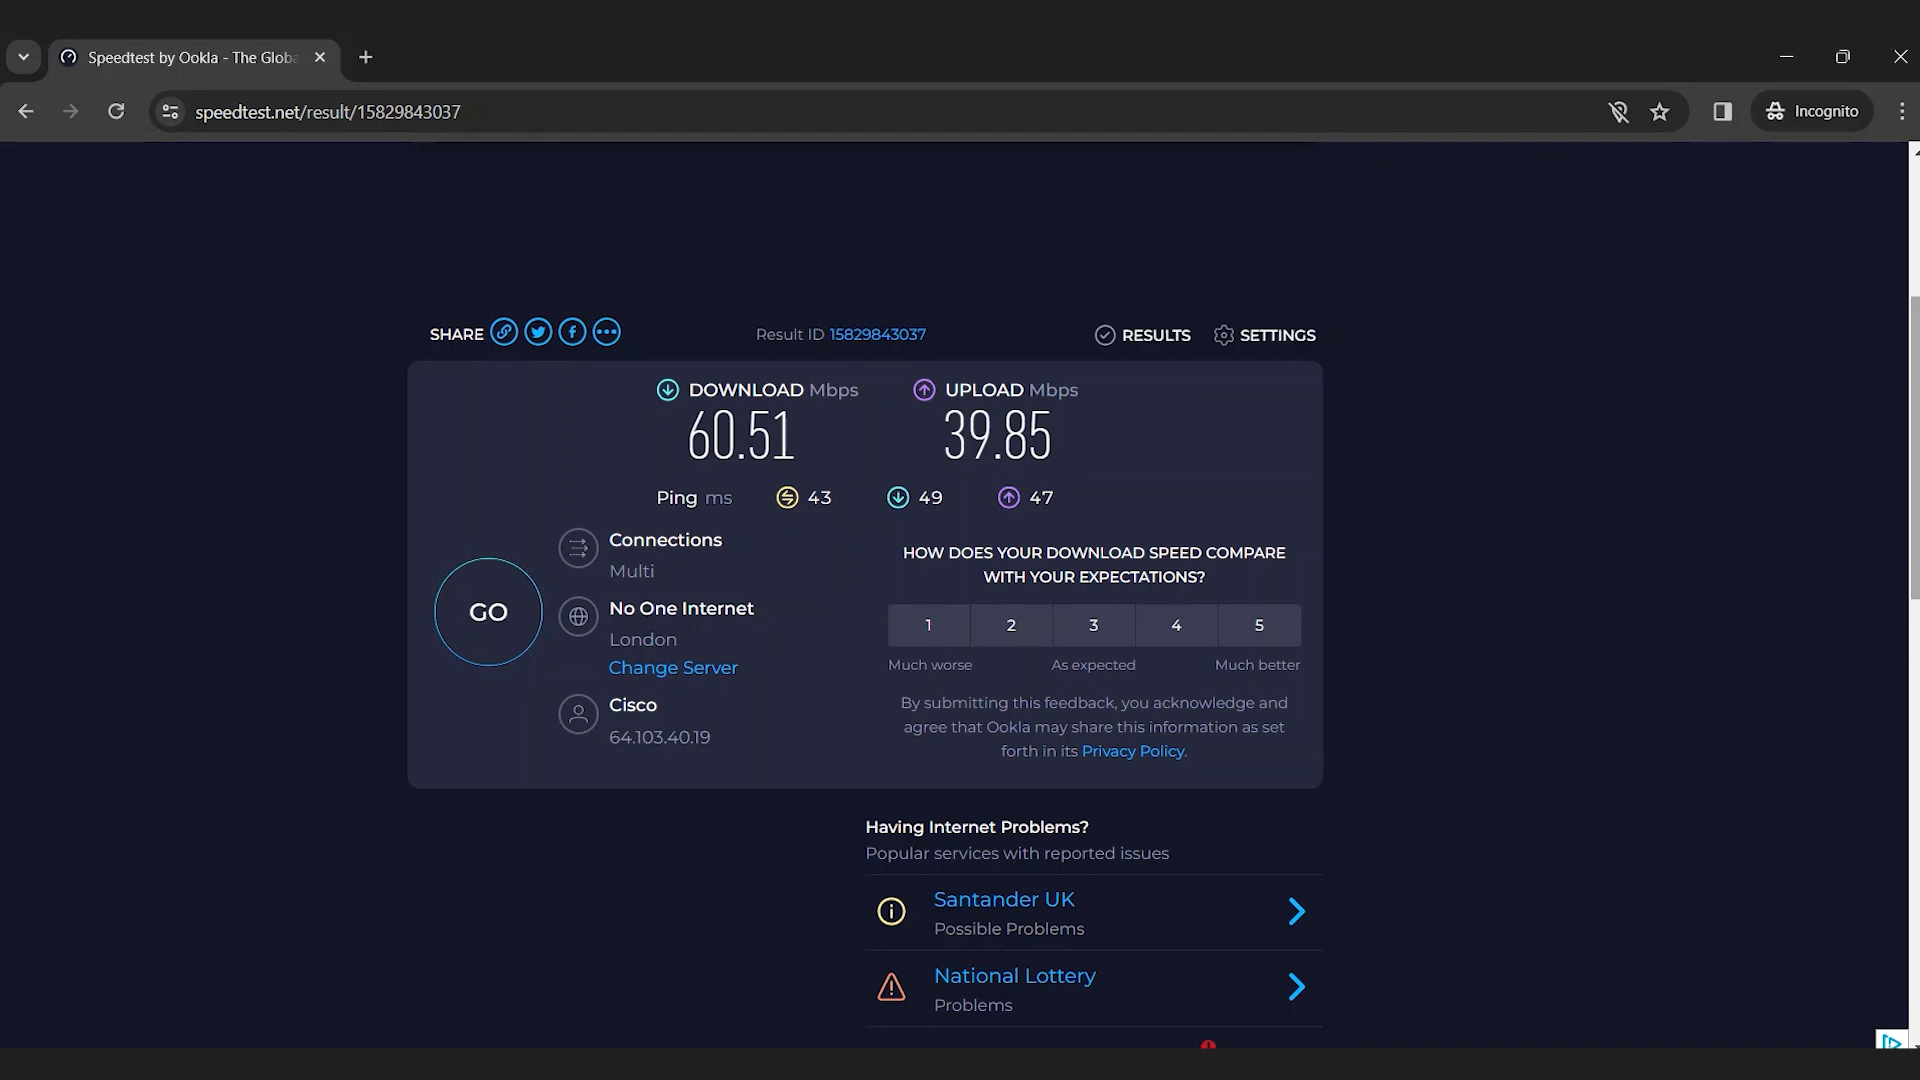 Speedtest by Ookla - The Globa
speedtest.net/result/15829843037
Incognito
SHARE
Result ID 15829843037
RESULTS
SETTINGS
DOWNLOAD Mbps
60.51
UPLOAD Mbps
39.85
Ping ms
43
49
47
GO
Connections
Multi
No One Internet
London
Change Server
Cisco
64.103.40.19
HOW DOES YOUR DOWNLOAD SPEED COMPARE
WITH YOUR EXPECTATIONS?
1
2
3
4
5
Much worse
As expected
Much better
By submitting this feedback, you acknowledge and
agree that Ookla may share this information as set
forth in its Privacy Policy.
Having Internet Problems?
Popular services with reported issues
Santander UK
Possible Problems
National Lottery
Problems